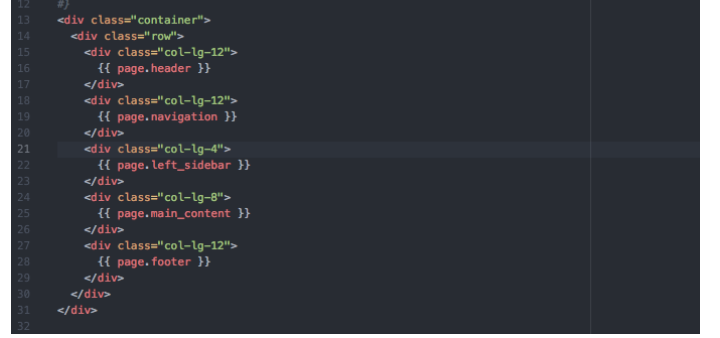 12 #}
13 <div class="container">
14 <div class="row">
15 <div class="col-lg-12">
16 {{ page.header }}
17 </div>
18 <div class="col-lg-12">
19 {{ page.navigation }}
20 </div>
21 <div class="col-lg-4">
22 {{ page.left_sidebar }}
23 </div>
24 <div class="col-lg-8">
25 {{ page.main_content }}
26 </div>
27 <div class="col-lg-12">
28 {{ page.footer }}
29 </div>
30 </div>
31 </div>
32